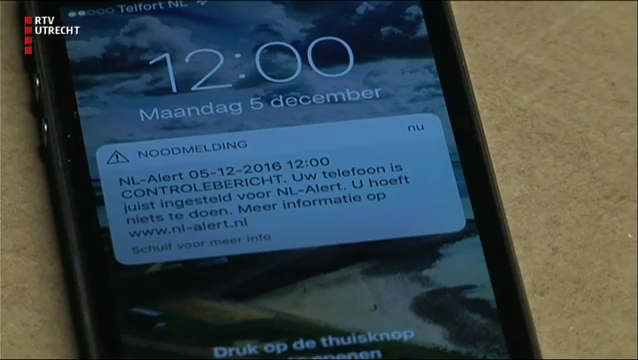 RTV
UTRECHT
Telfort NL
12:00
Maandag 5 december
NOODMELDING
nu
NL-Alert 05-12-2016 12:00
CONTROLEBERICHT. Uw telefoon is
juist ingesteld voor NL-Alert. U hoeft
niets te doen. Meer informatie op
www.nl-alert.nl
Schuif voor meer info
Druk op de thuisknop
openen